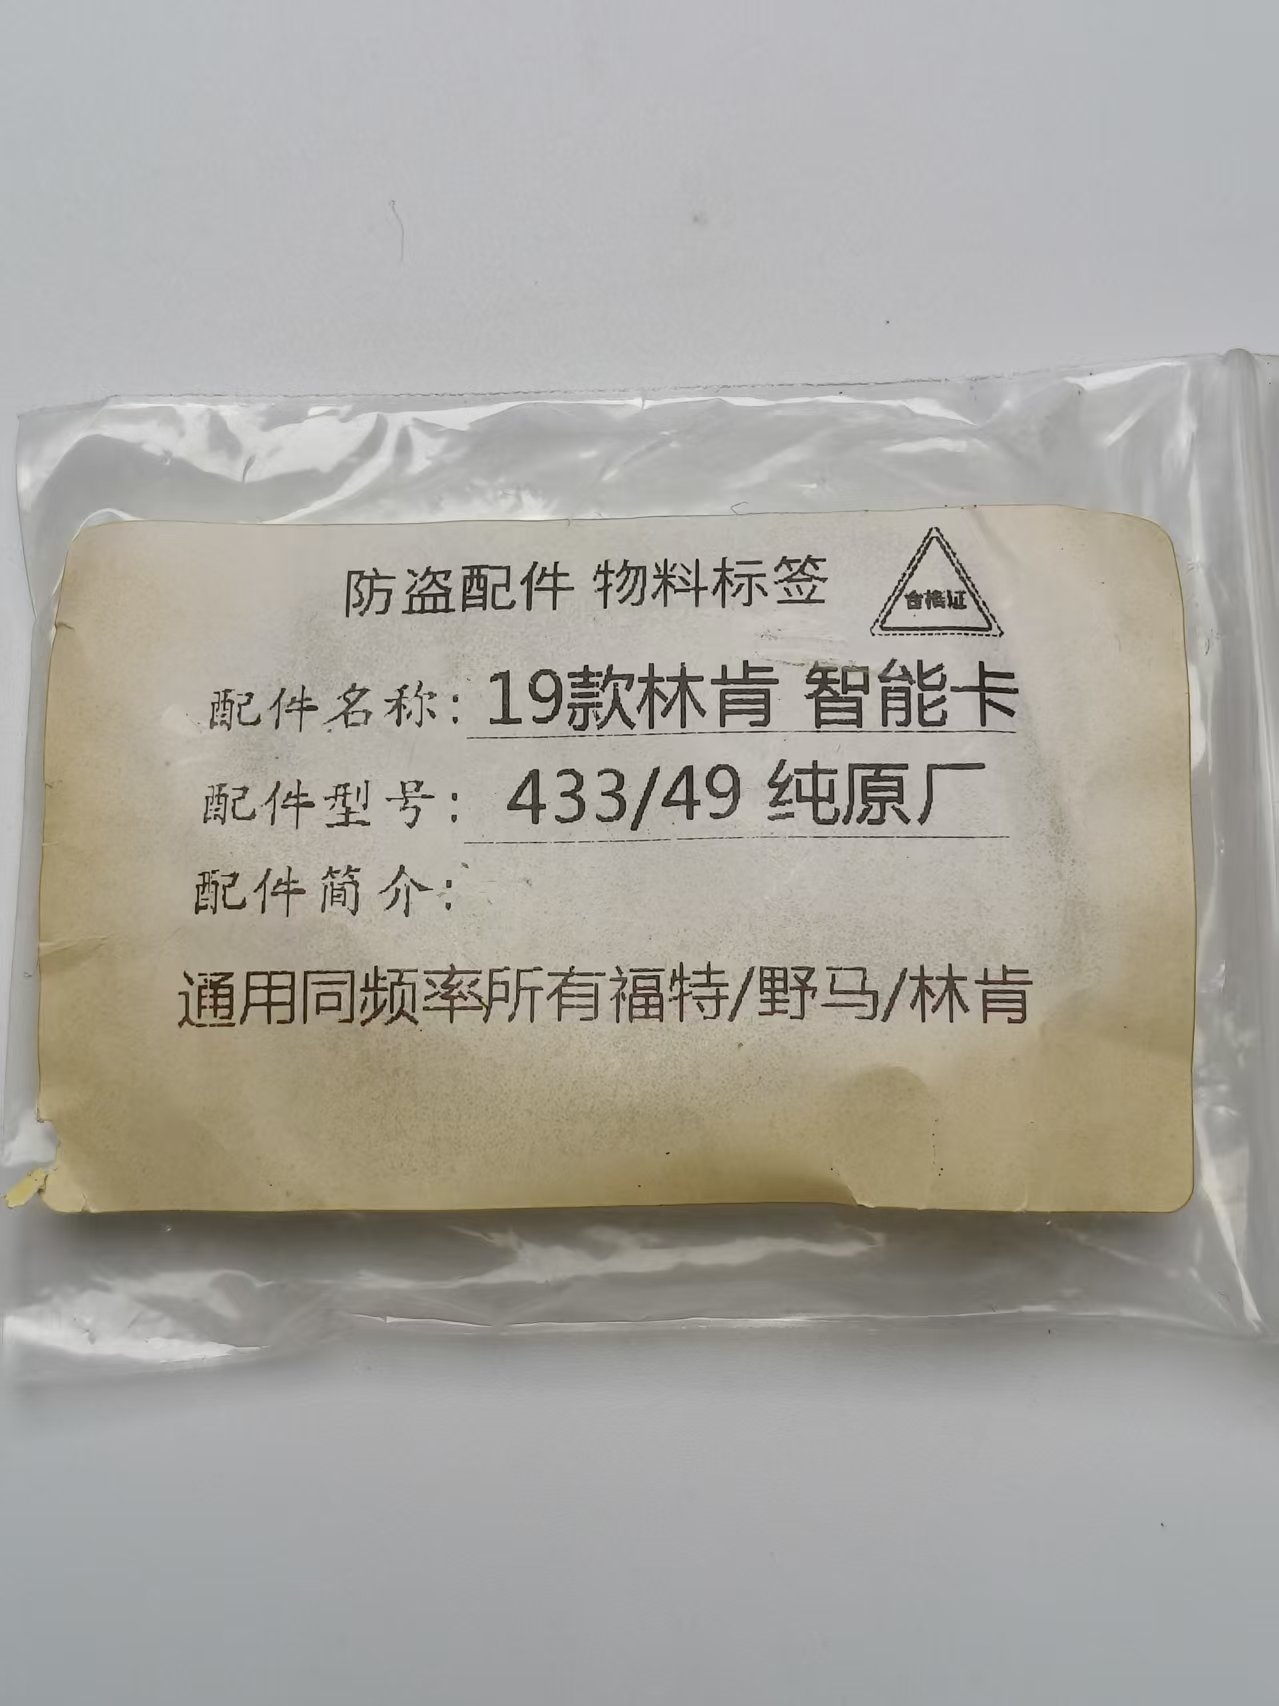 防盗配件 物料标签
合格证
配件名称: 19款林肯 智能卡
配件型号: 433/49 纯原厂
配件简介:
通用同频率所有福特/野马/林肯